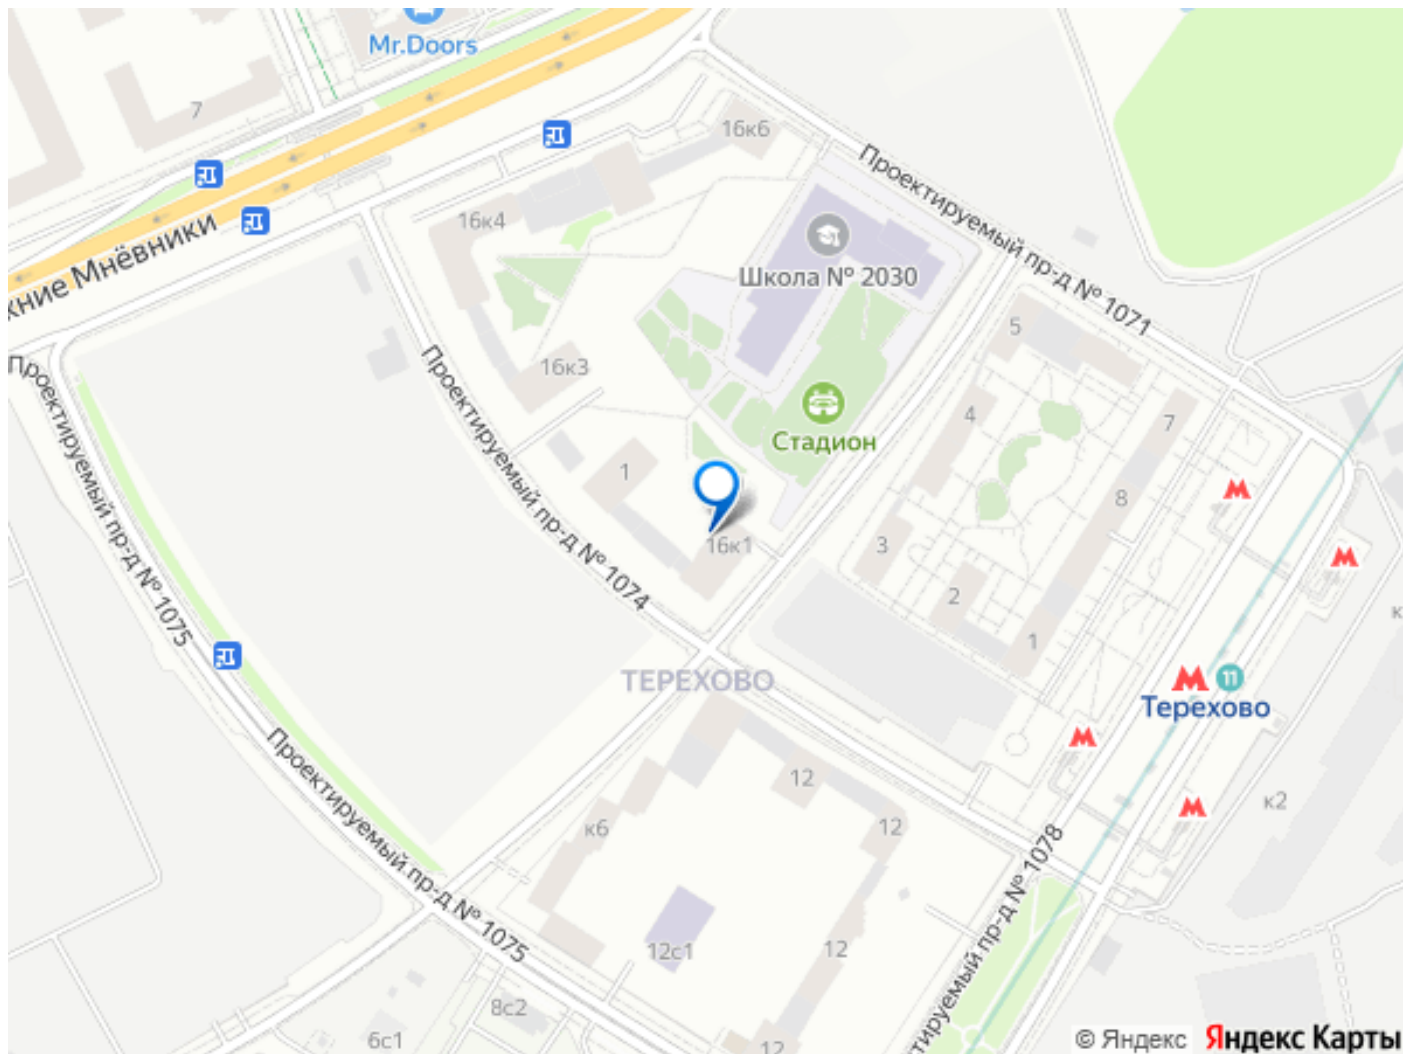 Mr.Doors
7
16к6
Проектируемый пр-д № 1071
16к4
Школа № 2030
хние Мнёвники
5
16к3
Проектируемый пр-д № 1075
Проектируемый пр-д № 1074
4
7
Стадион
1
8
16к1
3
2
1
к
ТЕРЕХОВО
11
Терехово
12
к2
к6
12
Проектируемый пр-д № 1075
тируемый пр-д № 1078
12с1
12
8с2
6с1
12
© Яндекс Яндекс Карты